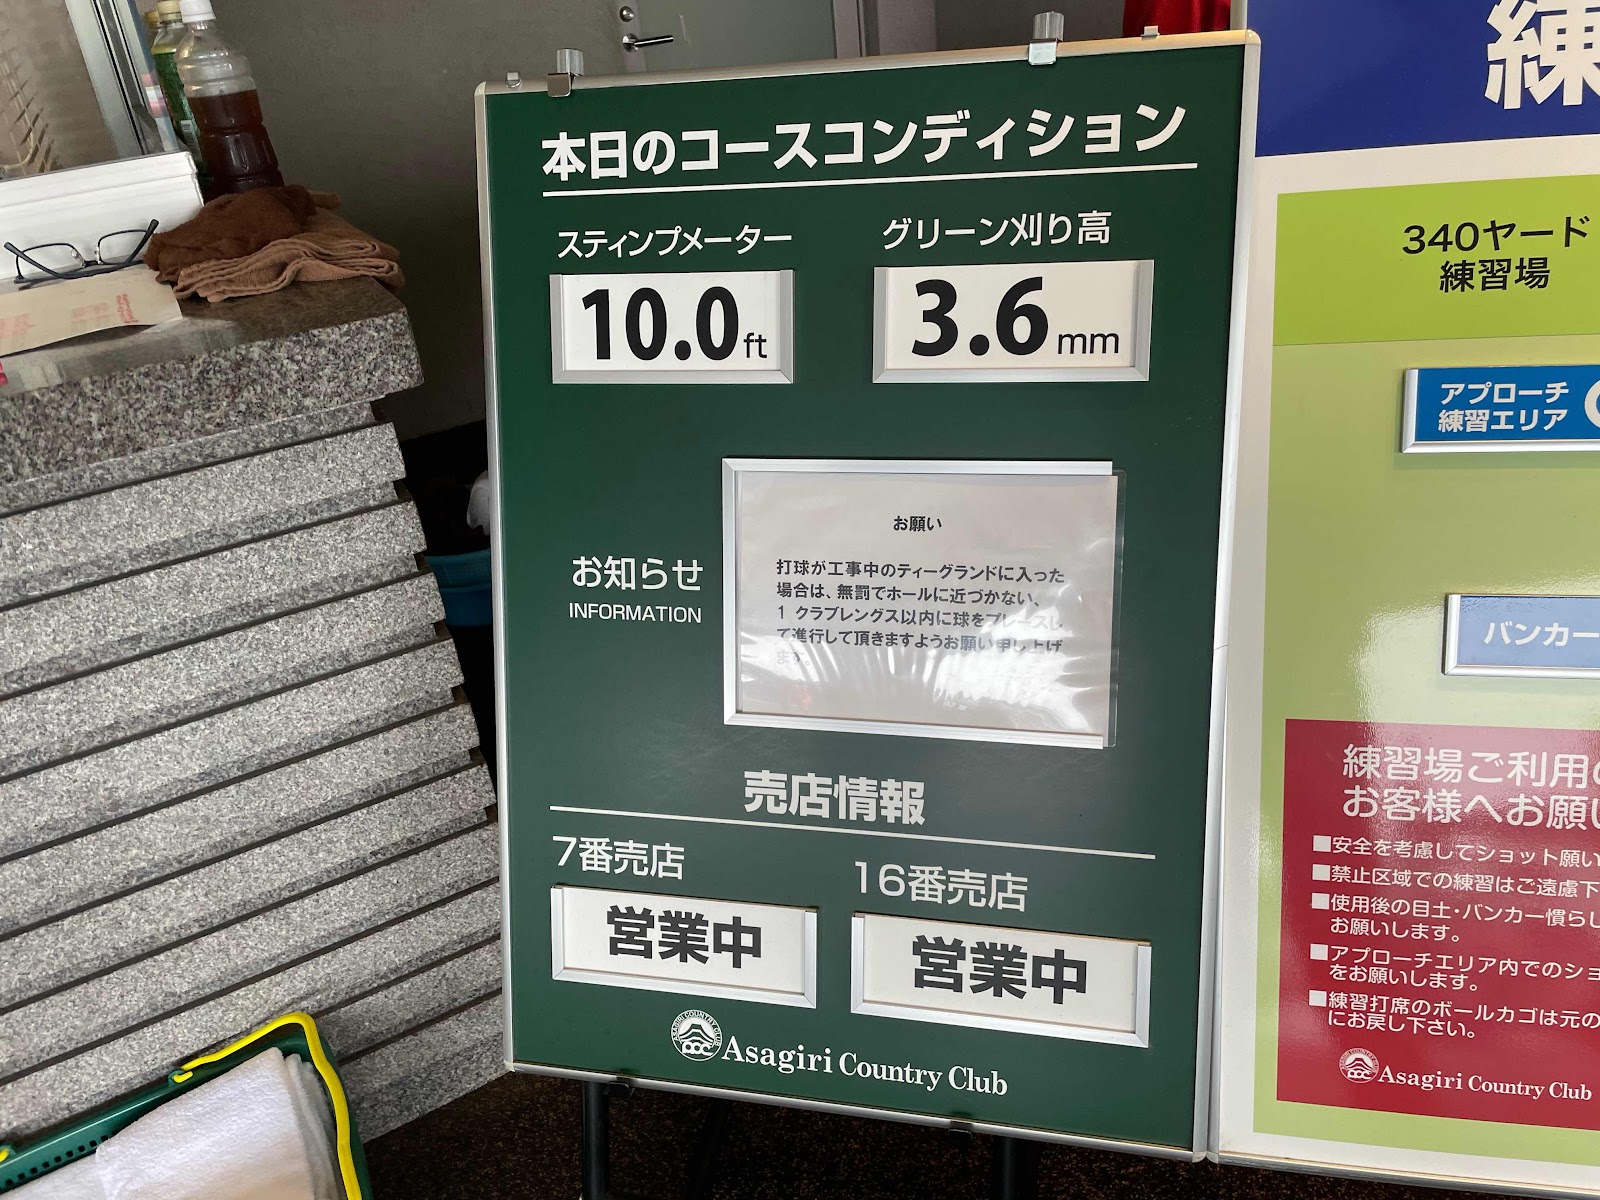 本日のコースコンディション
スティンプメーター
グリーン刈り高
10.0ft
3.6mm
お知らせ
INFORMATION
お願い
打球が工事中のティーグランドに入った
場合は、無罰でホールに近づかない、
1 クラブレングス以内に球をプレースし
て進行して頂きますようお願い申し上げ
ます。
売店情報
7番売店
16番売店
営業中
営業中
Asagiri Country Club
練
340ヤード
練習場
アプローチ
練習エリア
バンカー
練習場ご利用の
お客様へお願い
■安全を考慮してショット願い
■禁止区域での練習はご遠慮下
■使用後の目土・バンカー慣らし
お願いします。
■アプローチエリア内でのショ
をお願いします。
■練習打席のボールカゴは元の
にお戻し下さい。
Asagiri Country Club